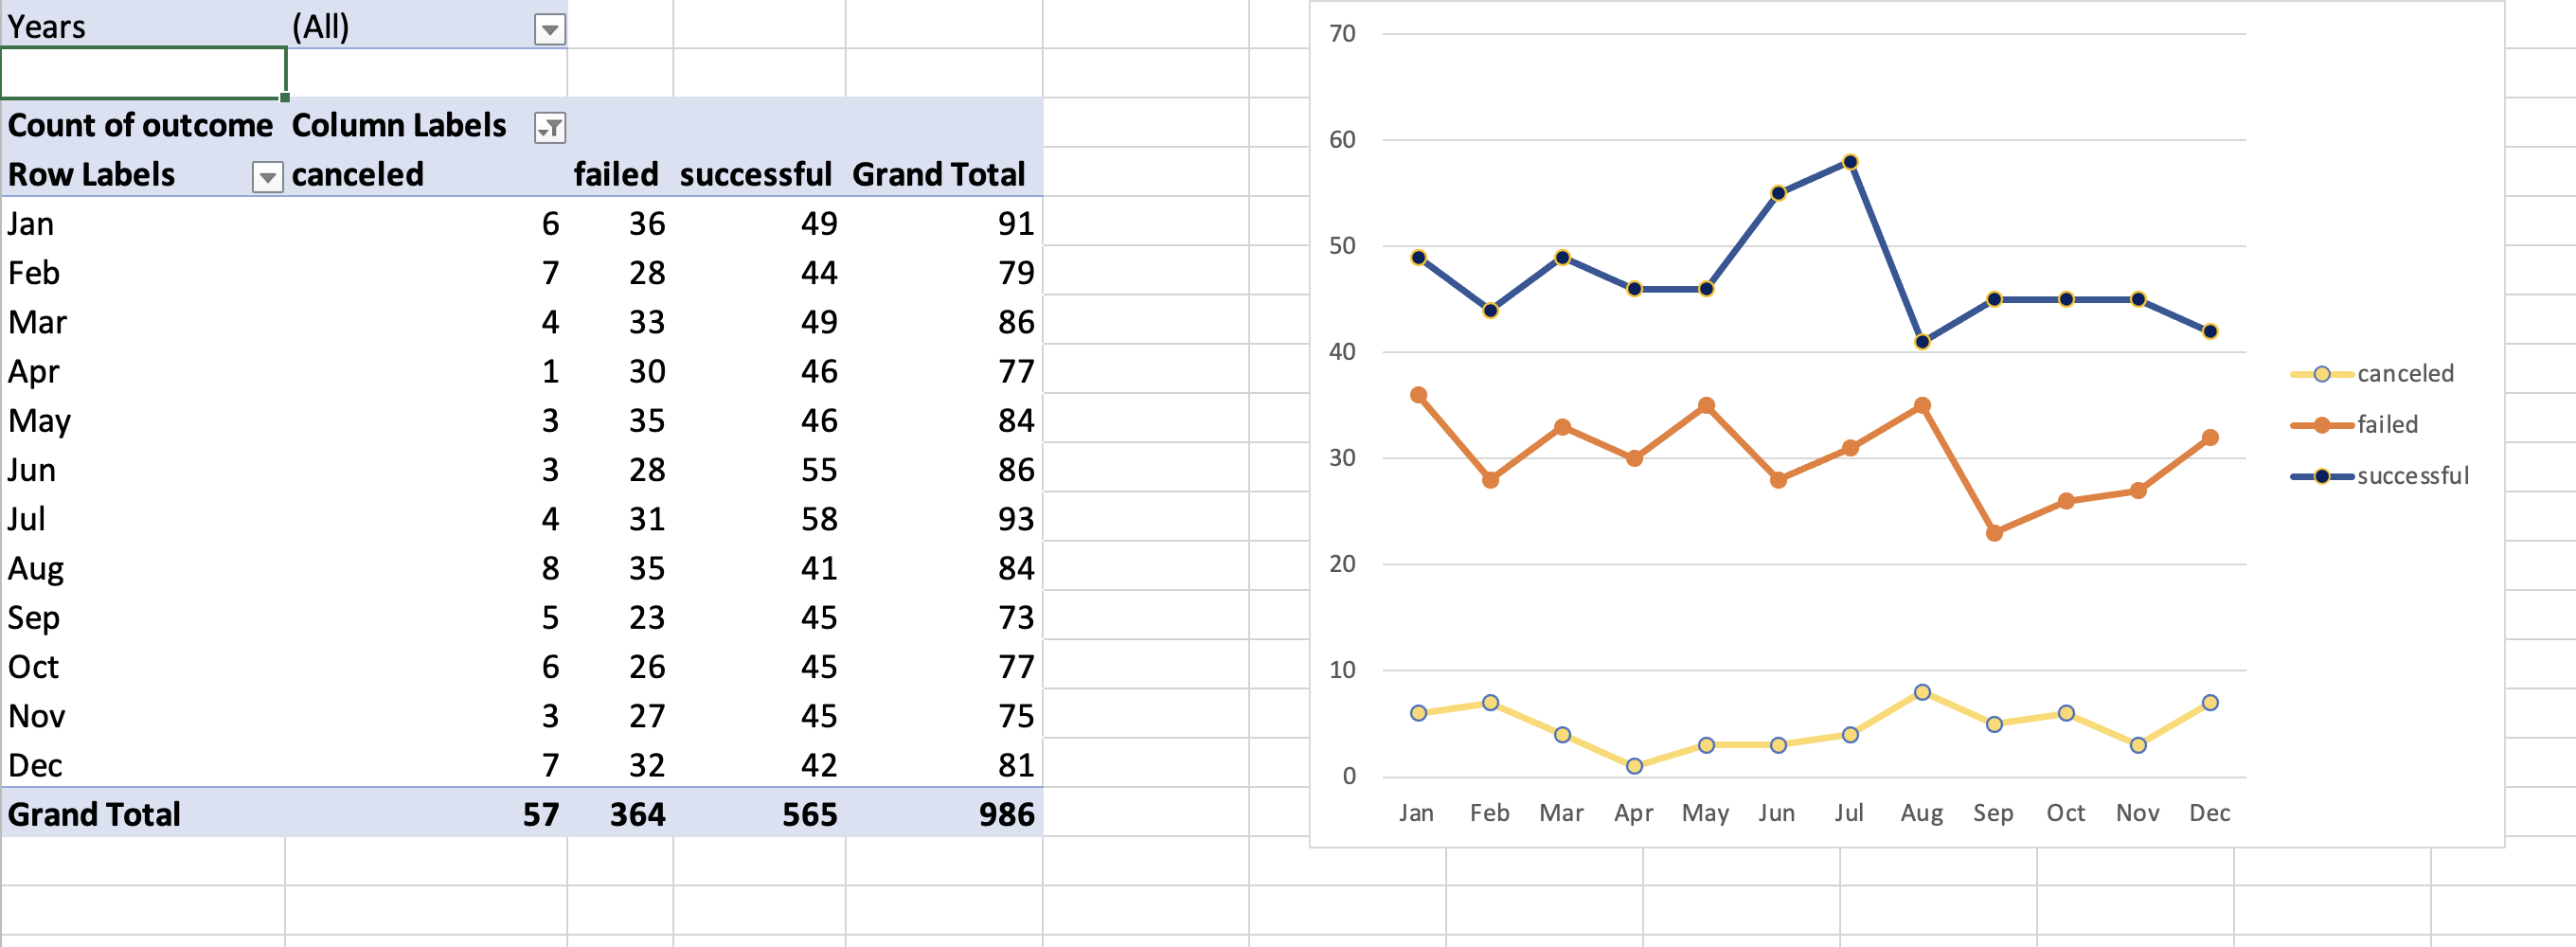 Years (All)
Count of outcome Column Labels
Row Labels canceled failed successful Grand Total
Jan 6 36 49 91
Feb 7 28 44 79
Mar 4 33 49 86
Apr 1 30 46 77
May 3 35 46 84
Jun 3 28 55 86
Jul 4 31 58 93
Aug 8 35 41 84
Sep 5 23 45 73
Oct 6 26 45 77
Nov 3 27 45 75
Dec 7 32 42 81
Grand Total 57 364 565 986
70
60
50
40
30
20
10
0
Jan Feb Mar Apr May Jun Jul Aug Sep Oct Nov Dec
canceled
failed
successful